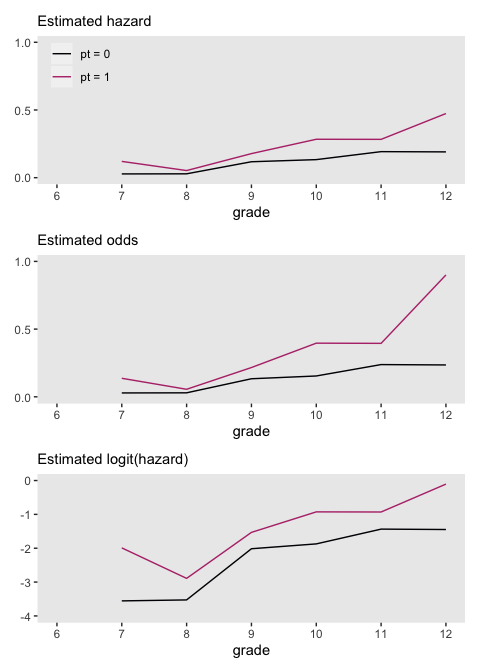 Estimated hazard
1.0
0.5
0.0
pt = 0
pt = 1
6 7 8 9 10 11 12
grade
Estimated odds
1.0
0.5
0.0
6 7 8 9 10 11 12
grade
Estimated logit(hazard)
0
-1
-2
-3
-4
6 7 8 9 10 11 12
grade